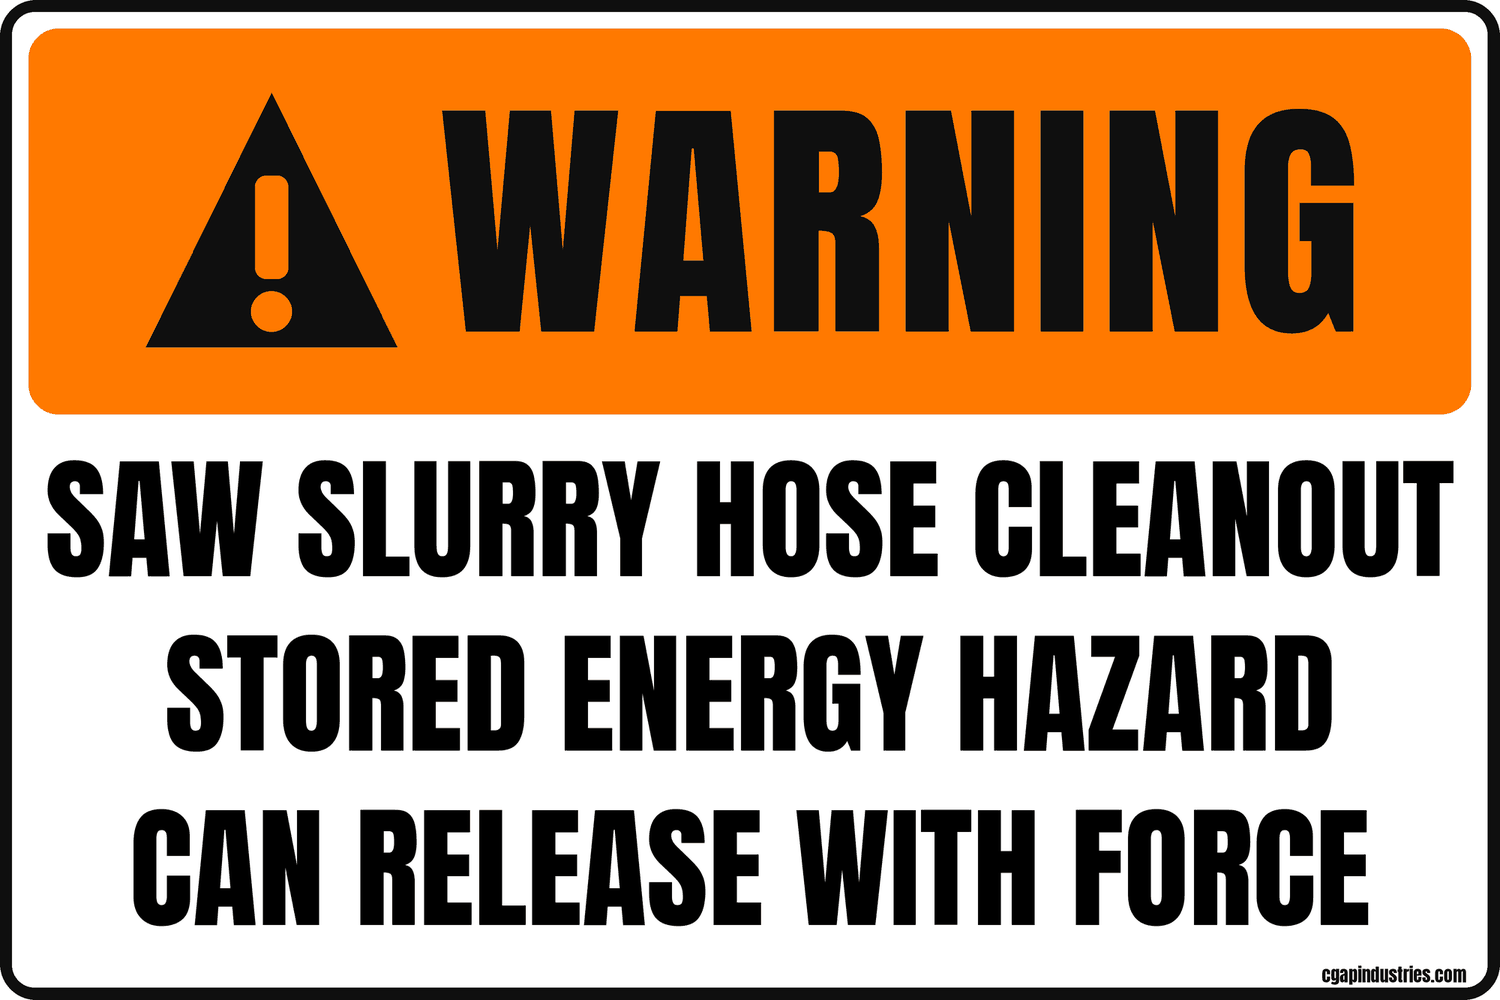 WARNING
SAW SLURRY HOSE CLEANOUT
STORED ENERGY HAZARD
CAN RELEASE WITH FORCE
cgapindustries.com